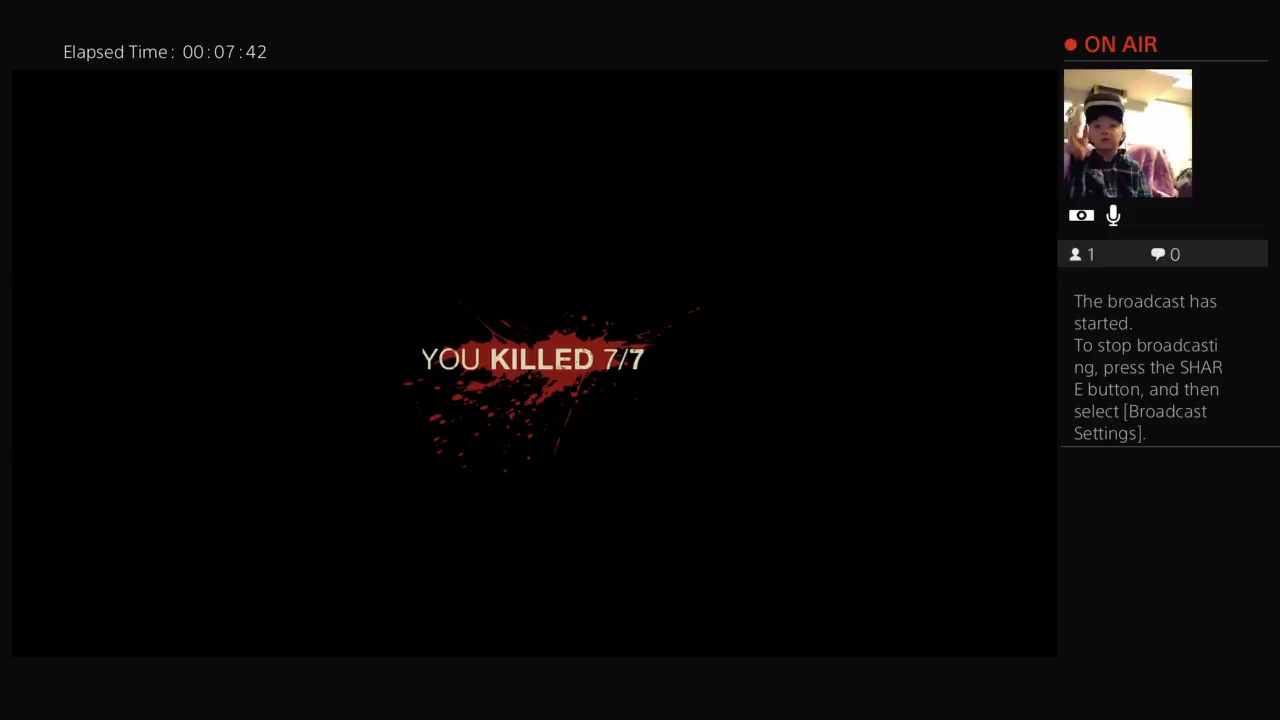 Elapsed Time: 00:07:42
ON AIR
1
0
YOU KILLED 7/7
The broadcast has
started.
To stop broadcasti
ng, press the SHAR
E button, and then
select [Broadcast
Settings].